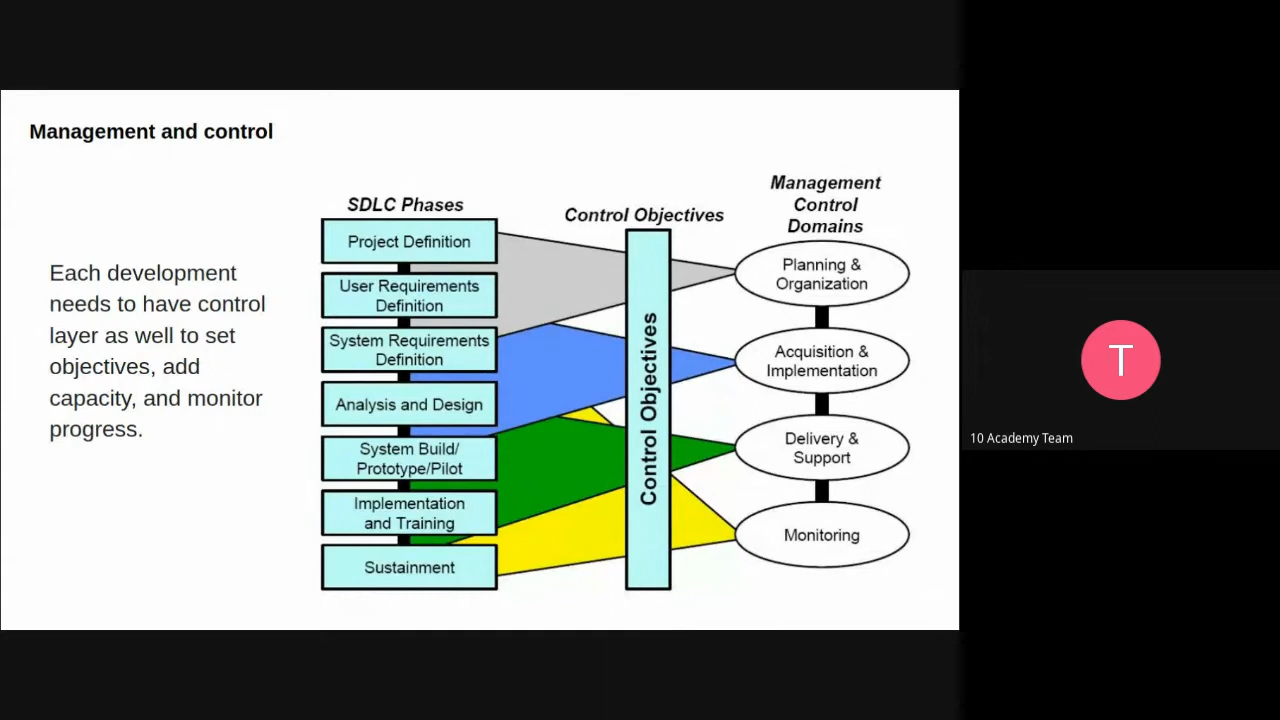 Management and control
Each development
needs to have control
layer as well to set
objectives, add
capacity, and monitor
progress.
SDLC Phases
Project Definition
User Requirements
Definition
System Requirements
Definition
Analysis and Design
System Build/
Prototype/Pilot
Implementation
and Training
Sustainment
Control Objectives
Control Objectives
Management
Control
Domains
Planning &
Organization
Acquisition &
Implementation
Delivery &
Support
Monitoring
T
10 Academy Team